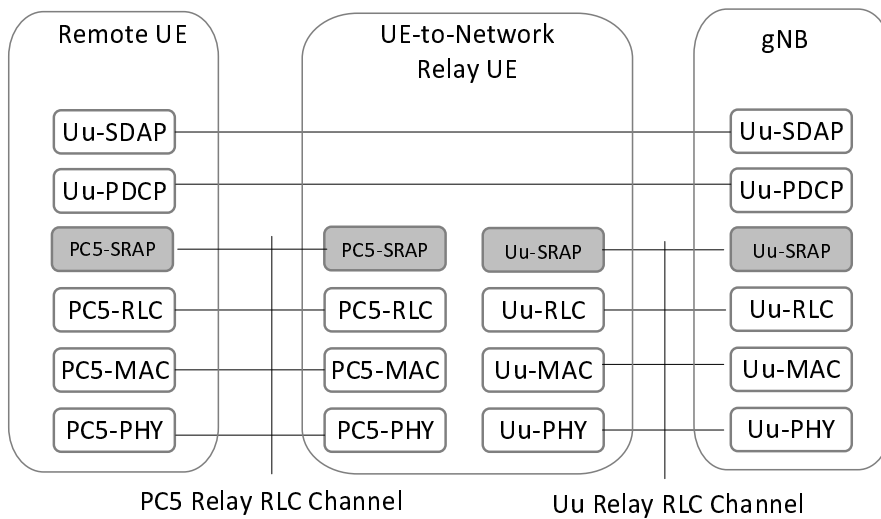 Remote UE
UE-to-Network
Relay UE
gNB
Uu-SDAP
Uu-SDAP
Uu-PDCP
Uu-PDCP
PC5-SRAP
PC5-SRAP
Uu-SRAP
Uu-SRAP
PC5-RLC
PC5-RLC
Uu-RLC
Uu-RLC
PC5-MAC
PC5-MAC
Uu-MAC
Uu-MAC
PC5-PHY
PC5-PHY
Uu-PHY
Uu-PHY
PC5 Relay RLC Channel
Uu Relay RLC Channel